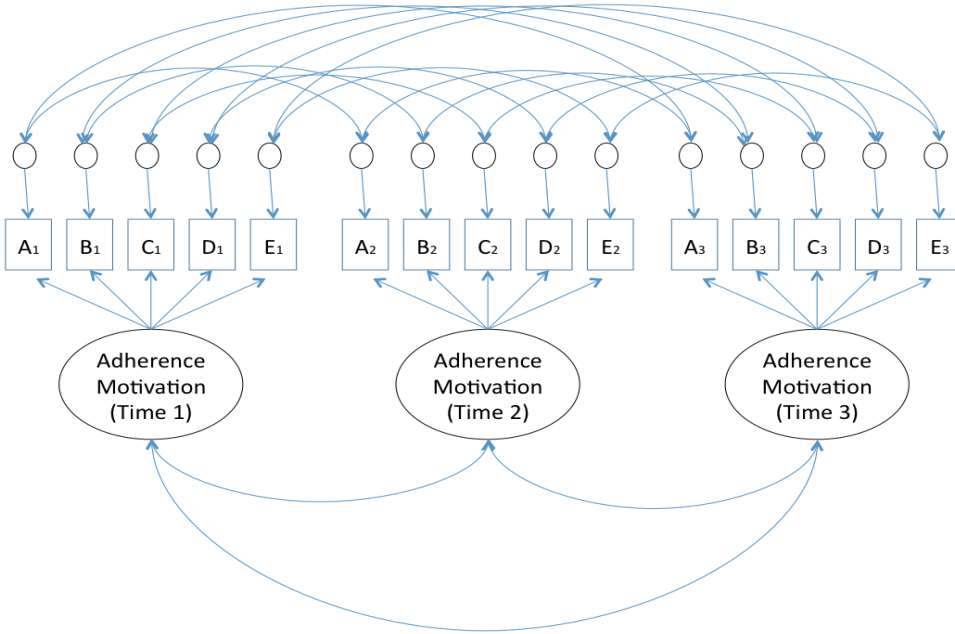 A1 B1 C1 D1 E1 A2 B2 C2 D2 E2 A3 B3 C3 D3 E3
Adherence
Motivation
(Time 1)
Adherence
Motivation
(Time 2)
Adherence
Motivation
(Time 3)